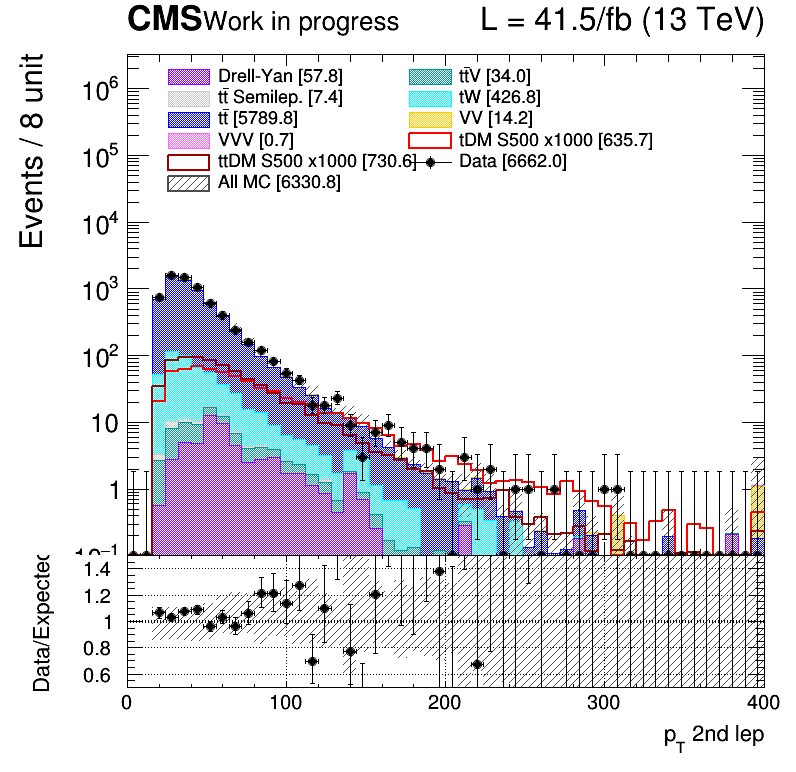 CMS Work in progress L = 41.5/fb (13 TeV)
Events / 8 unit
Drell-Yan [57.8]
tt̄ Semilep. [7.4]
tt̄ [5789.8]
VVV [0.7]
ttDM S500 x1000 [730.6]
All MC [6330.8]
tt̄V [34.0]
tW [426.8]
VV [14.2]
tDM S500 x1000 [635.7]
Data [6662.0]
10⁶
10⁵
10⁴
10³
10²
10
1
10⁻¹
Data/Expected
1.4
1.2
1
0.8
0.6
0 100 200 300 400
p_T 2nd lep